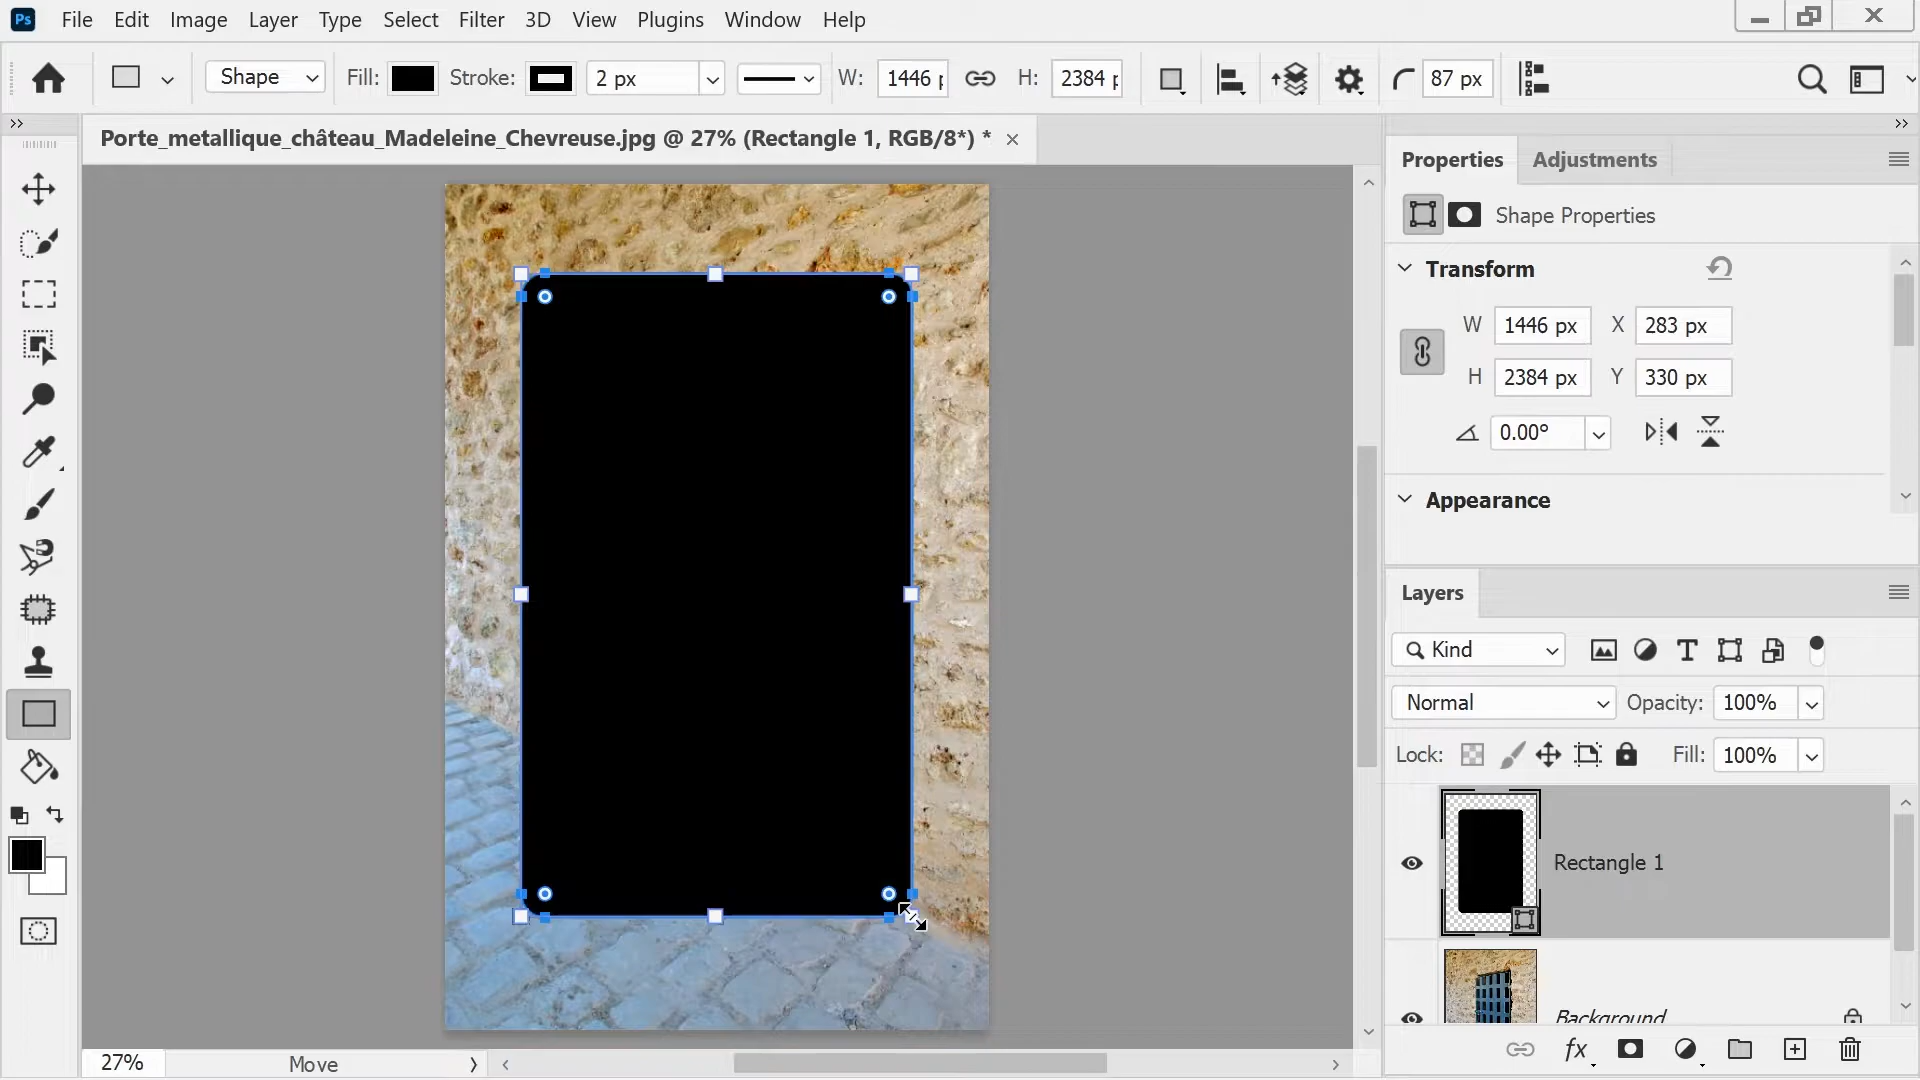 Ps File Edit Image Layer Type Select Filter 3D View Plugins Window Help
Shape Fill: Stroke: 2 px W: 1446 p H: 2384 p 87 px
Porte_metallique_château_Madeleine_Chevreuse.jpg @ 27% (Rectangle 1, RGB/8*) *
Properties Adjustments
Shape Properties
Transform
W 1446 px X 283 px
H 2384 px Y 330 px
0.00°
Appearance
Layers
Kind
Normal Opacity: 100%
Lock: Fill: 100%
Rectangle 1
Background
fx
27% Move